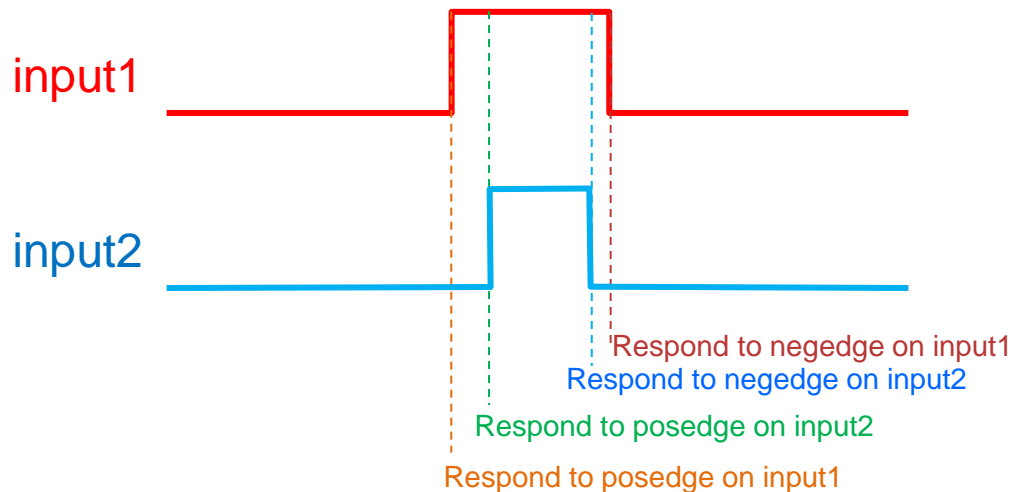 input1
input2
Respond to negedge on input1
Respond to negedge on input2
Respond to posedge on input2
Respond to posedge on input1